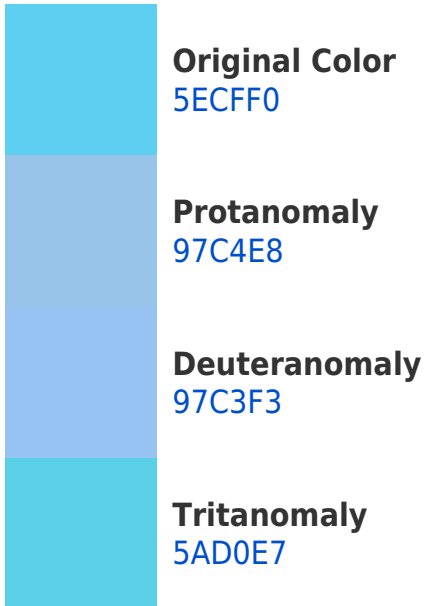 Original Color
5ECFF0
Protanomaly
97C4E8
Deuteranomaly
97C3F3
Tritanomaly
5AD0E7